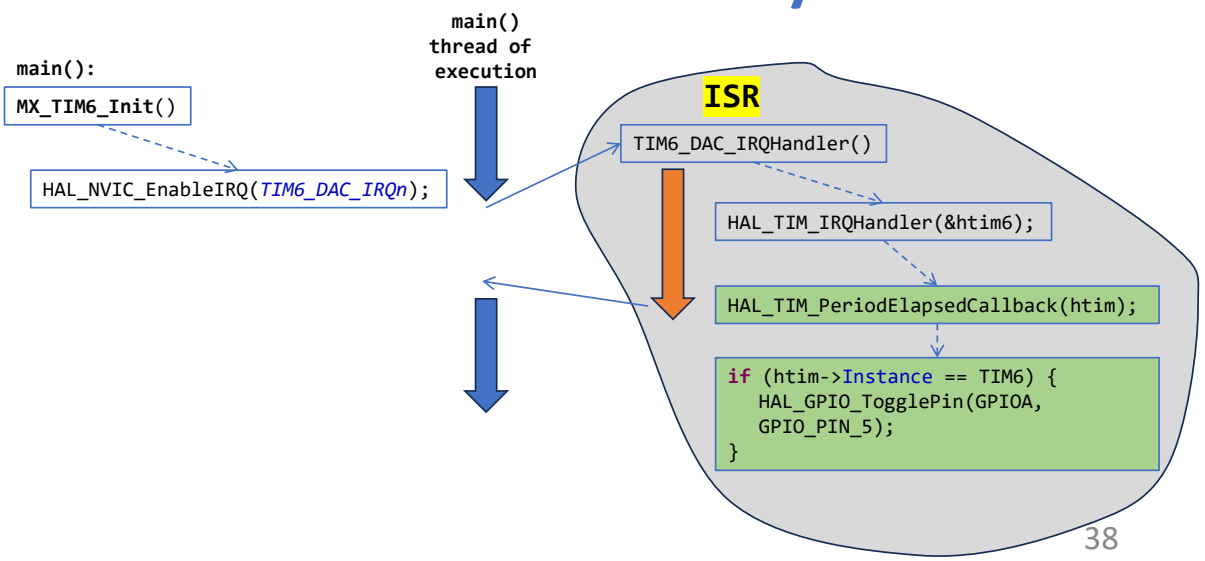 main()
thread of
execution
main():
MX_TIM6_Init()
HAL_NVIC_EnableIRQ(TIM6_DAC_IRQn);
ISR
TIM6_DAC_IRQHandler()
HAL_TIM_IRQHandler(&htim6);
HAL_TIM_PeriodElapsedCallback(htim);
if (htim->Instance == TIM6) {
HAL_GPIO_TogglePin(GPIOA,
GPIO_PIN_5);
}
38